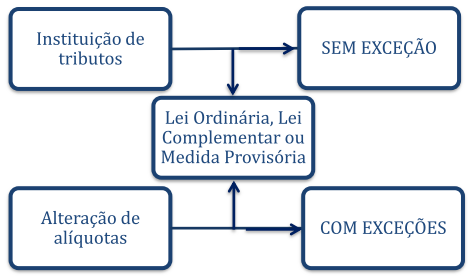 Instituição de
tributos
SEM EXCEÇÃO
Lei Ordinária, Lei
Complementar ou
Medida Provisória
Alteração de
alíquotas
COM EXCEÇÕES